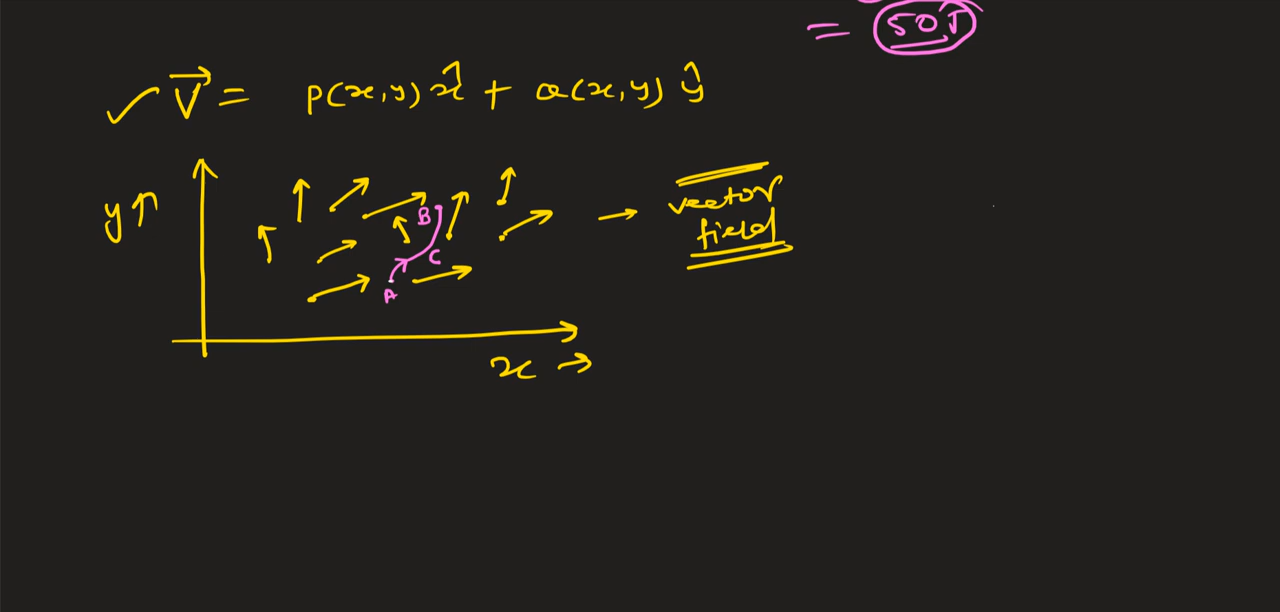 = 50J
✓ V⃗ = P(x,y) x̂ + Q(x,y) ŷ
y↑
B
C
A
→ vector
field
x →